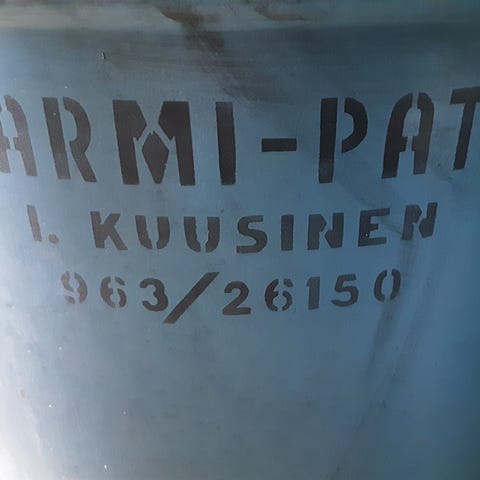 ARMI-PAT
I. KUUSINEN
963/26150